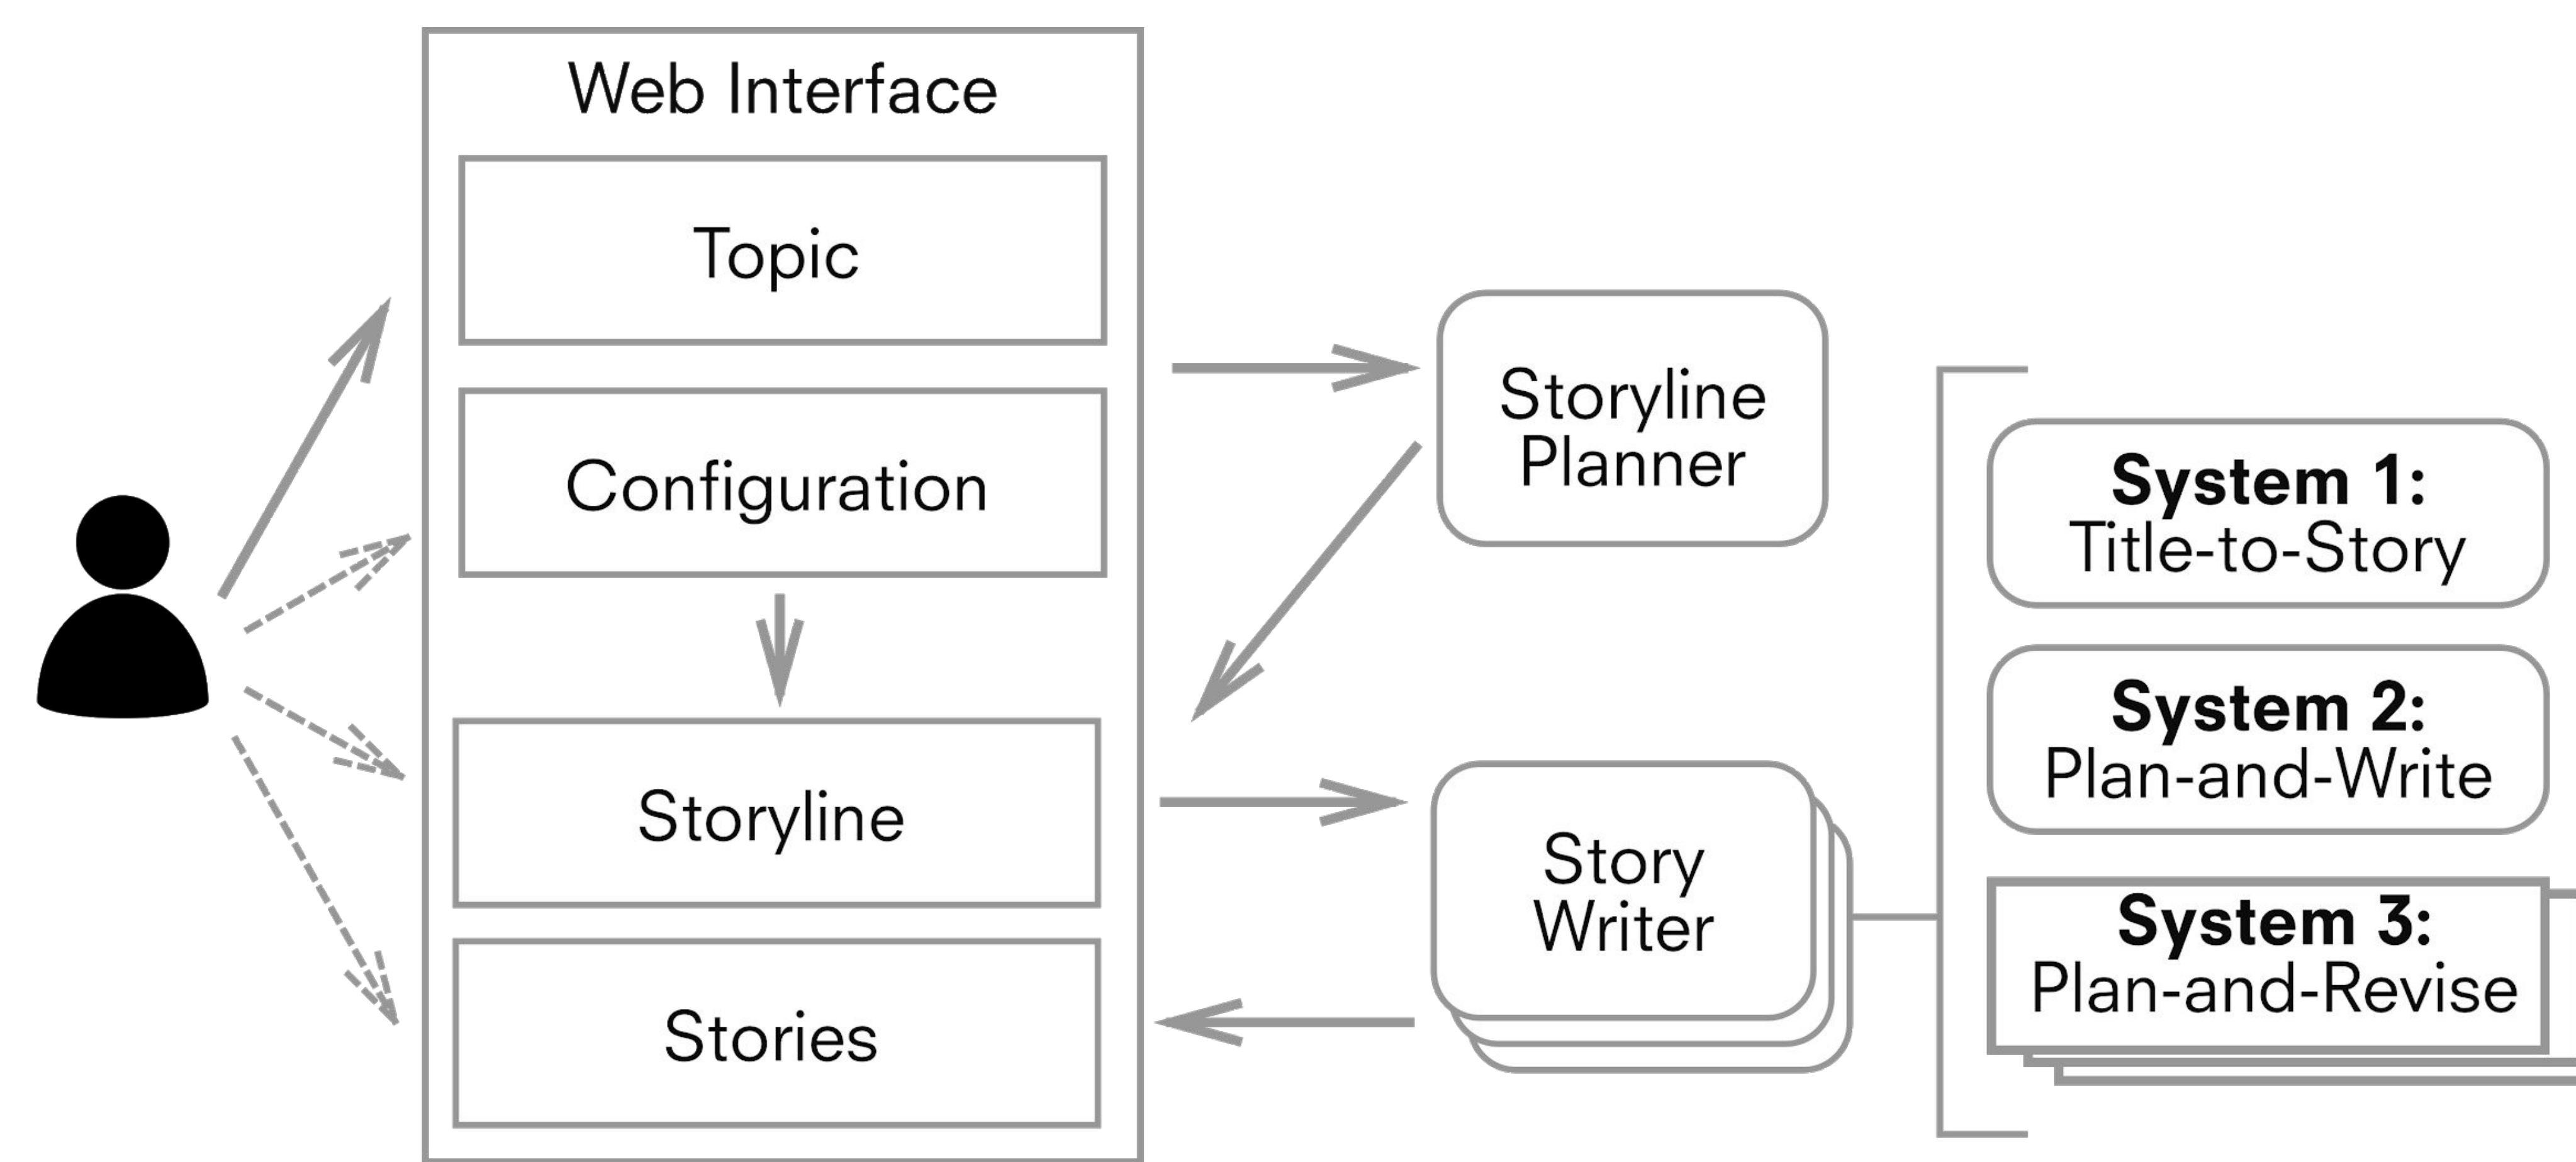 Web Interface
Topic
Configuration
Storyline
Stories
Storyline
Planner
Story
Writer
System 1:
Title-to-Story
System 2:
Plan-and-Write
System 3:
Plan-and-Revise